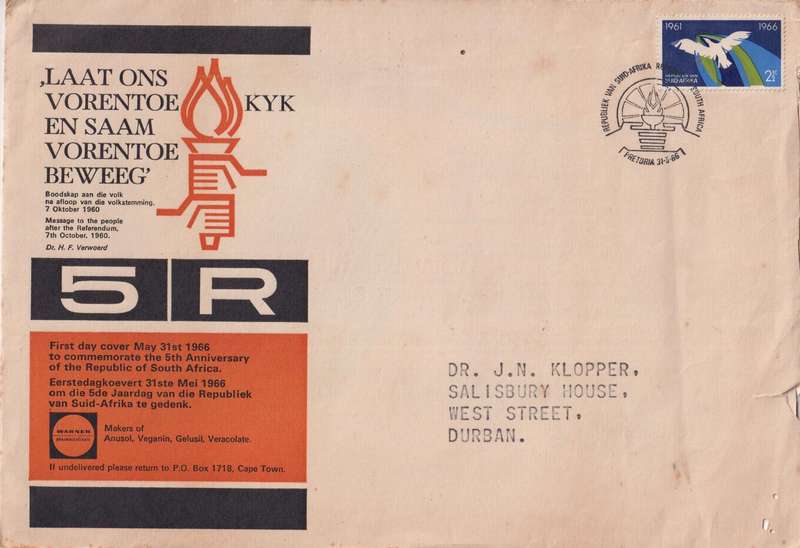 ‚LAAT ONS
VORENTOE KYK
EN SAAM
VORENTOE
BEWEEG’
Boodskap aan die volk
na afloop van die volkstemming,
7 Oktober 1960
Message to the people
after the Referendum,
7th October, 1960.
Dr. H. F. Verwoerd
5 R
First day cover May 31st 1966
to commemorate the 5th Anniversary
of the Republic of South Africa.
Eerstedagkoevert 31ste Mei 1966
om die 5de Jaardag van die Republiek
van Suid-Afrika te gedenk.
WARNER
PHARMACEUTICALS
Makers of
Anusol, Veganin, Gelusil, Veracolate.
If undelivered please return to P.O. Box 1718, Cape Town.
1961 1966
REPUBLIEK VAN
SUID-AFRIKA
2½c
REPUBLIEK VAN SUID-AFRIKA SOUTH AFRICA
PRETORIA 31-5-66
DR. J.N. KLOPPER,
SALISBURY HOUSE,
WEST STREET,
DURBAN.